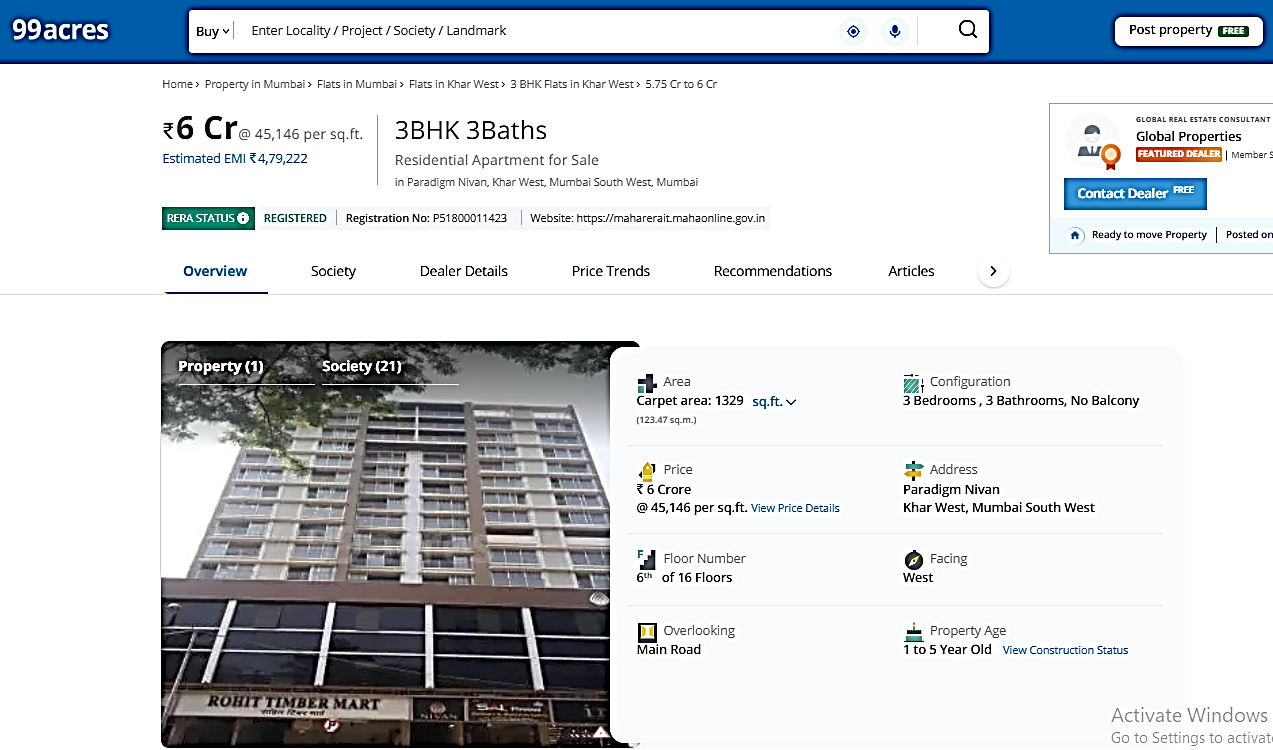 99acres
Buy
Enter Locality / Project / Society / Landmark
Post property FREE
Home › Property in Mumbai › Flats in Mumbai › Flats in Khar West › 3 BHK Flats in Khar West › 5.75 Cr to 6 Cr
₹6 Cr @ 45,146 per sq.ft.
Estimated EMI ₹4,79,222
3BHK 3Baths
Residential Apartment for Sale
in Paradigm Nivan, Khar West, Mumbai South West, Mumbai
GLOBAL REAL ESTATE CONSULTANT
Global Properties
FEATURED DEALER | Member S
Contact Dealer FREE
Ready to move Property | Posted on
RERA STATUS i REGISTERED | Registration No: P51800011423 | Website: https://maharerait.mahaonline.gov.in
Overview Society Dealer Details Price Trends Recommendations Articles
Property (1) Society (21)
ROHIT TIMBER MART
रोहित टिंबर मार्ट
NIVAN
P
Area
Carpet area: 1329 sq.ft.
(123.47 sq.m.)
Configuration
3 Bedrooms , 3 Bathrooms, No Balcony
Price
₹ 6 Crore
@ 45,146 per sq.ft. View Price Details
Address
Paradigm Nivan
Khar West, Mumbai South West
Floor Number
6th of 16 Floors
Facing
West
Overlooking
Main Road
Property Age
1 to 5 Year Old View Construction Status
Activate Windows
Go to Settings to activate